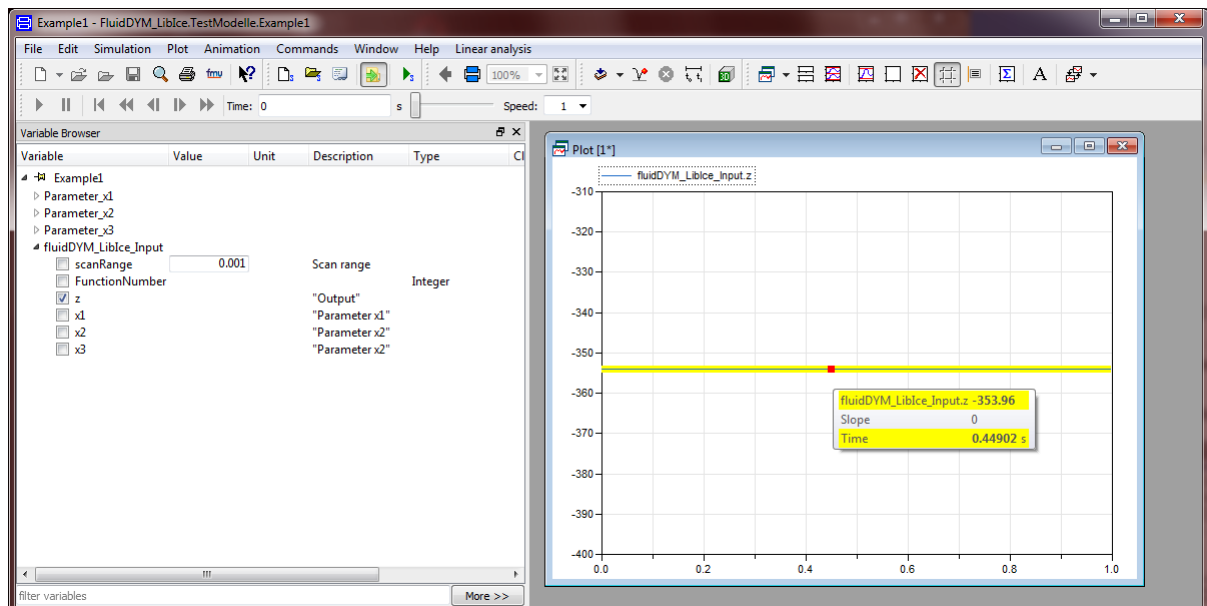 Example1 - FluidDYM_LibIce.TestModelle.Example1
File Edit Simulation Plot Animation Commands Window Help Linear analysis
fmu 100% 3D Σ A
Time: 0 s Speed: 1
Variable Browser
Variable Value Unit Description Type Cl
Example1
Parameter_x1
Parameter_x2
Parameter_x3
fluidDYM_LibIce_Input
scanRange 0.001 Scan range
FunctionNumber Integer
z "Output"
x1 "Parameter x1"
x2 "Parameter x2"
x3 "Parameter x2"
filter variables More >>
Plot [1*]
fluidDYM_LibIce_Input.z
-310
-320
-330
-340
-350
-360
-370
-380
-390
-400
0.0 0.2 0.4 0.6 0.8 1.0
fluidDYM_LibIce_Input.z -353.96
Slope 0
Time 0.44902 s